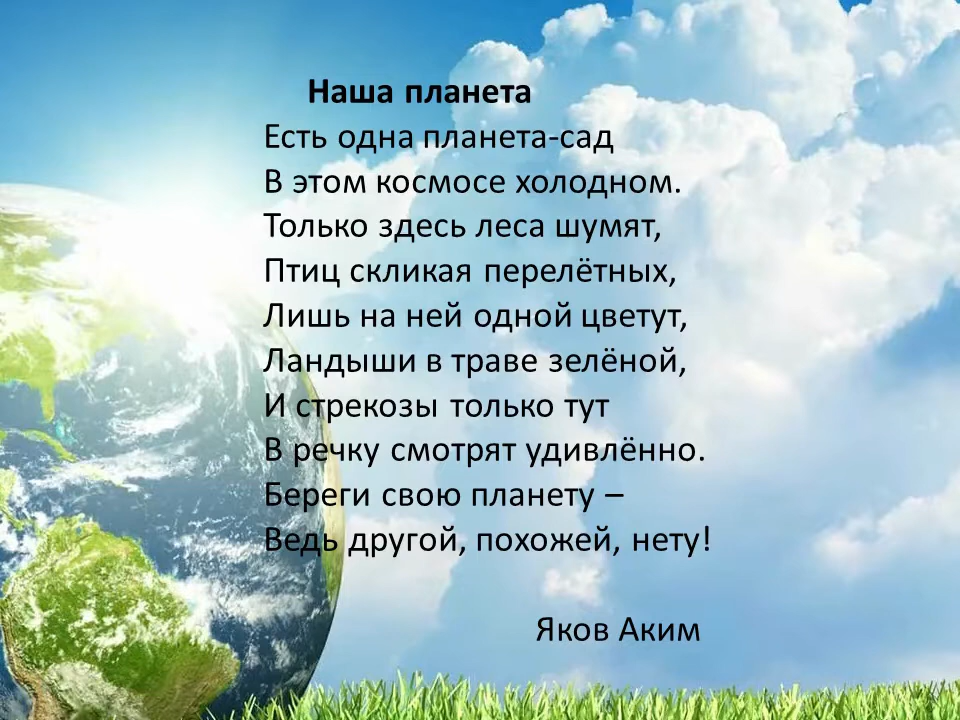 Наша планета
Есть одна планета-сад
В этом космосе холодном.
Только здесь леса шумят,
Птиц скликая перелётных,
Лишь на ней одной цветут,
Ландыши в траве зелёной,
И стрекозы только тут
В речку смотрят удивлённо.
Береги свою планету –
Ведь другой, похожей, нету!
Яков Аким